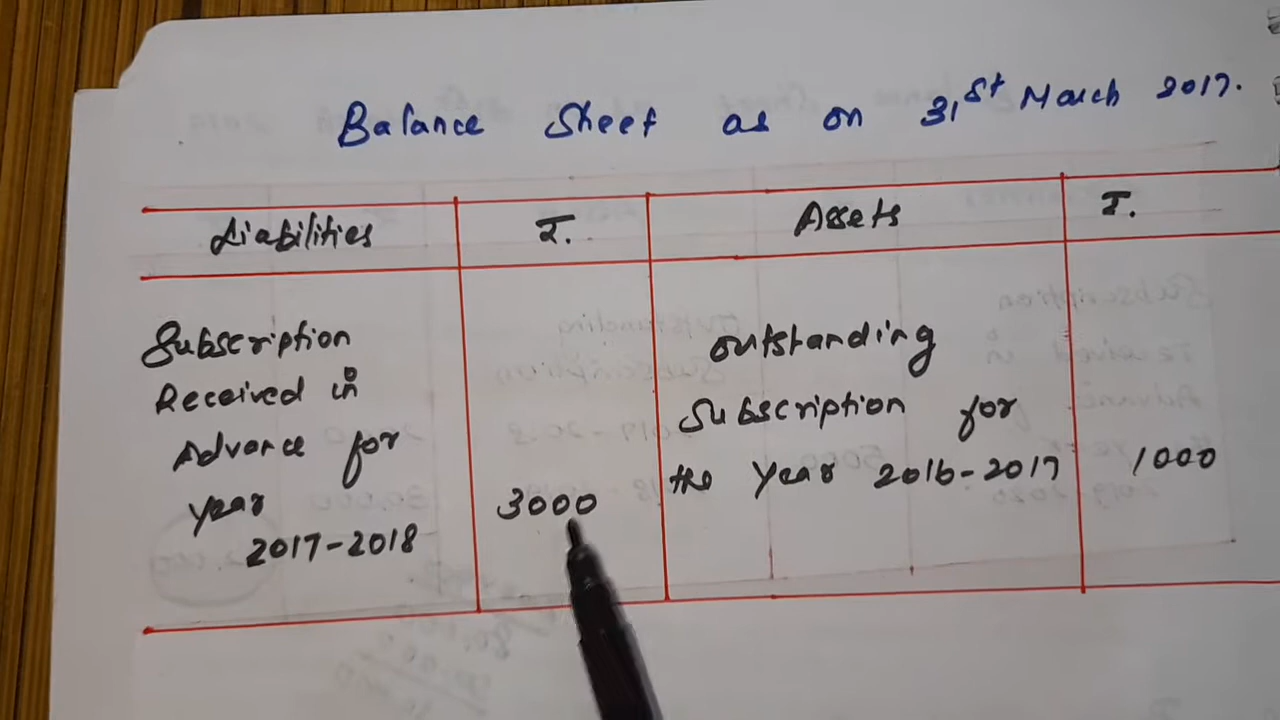 Balance Sheet as on 31st March 2017.
Liabilities
₹.
Assets
₹.
Subscription
Received in
Advance for
year
2017-2018
3000
Outstanding
Subscription for
the Year 2016-2017
1000